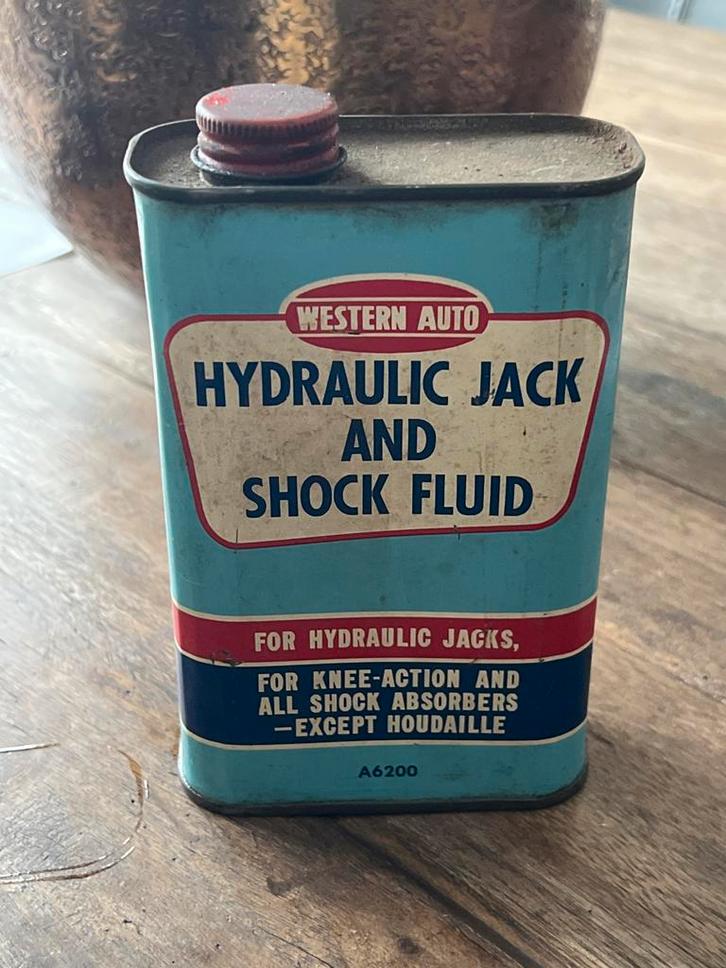 WESTERN AUTO
HYDRAULIC JACK
AND
SHOCK FLUID
FOR HYDRAULIC JACKS,
FOR KNEE-ACTION AND
ALL SHOCK ABSORBERS
—EXCEPT HOUDAILLE
A6200